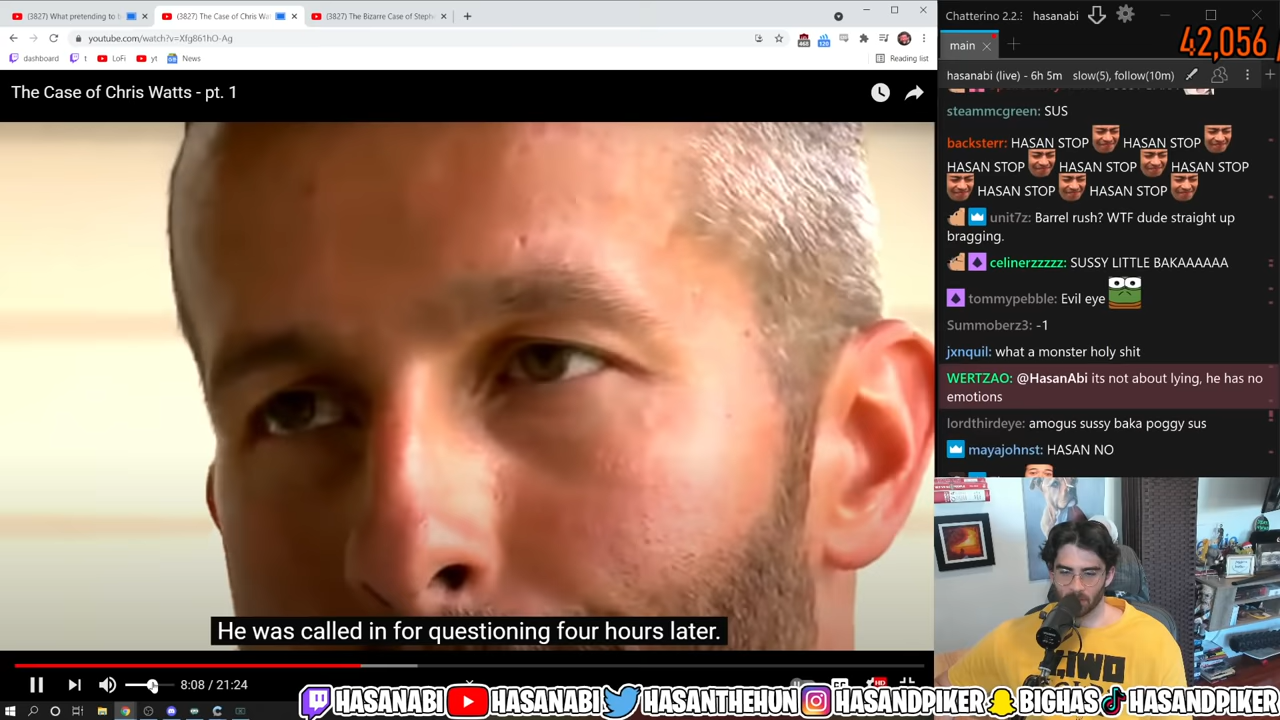 (3827) What pretending to b
(3827) The Case of Chris Wat
(3827) The Bizarre Case of Steph
youtube.com/watch?v=Xfg861hO-Ag
dashboard
1
LoFi
yt
News
Reading list
468
120
The Case of Chris Watts - pt. 1
He was called in for questioning four hours later.
8:08 / 21:24
Chatterino 2.2.
hasanabi
42,056
main
hasanabi (live) - 6h 5m
slow(5), follow(10m)
steammcgreen: SUS
backsterr: HASAN STOP HASAN STOP
HASAN STOP HASAN STOP HASAN STOP
HASAN STOP HASAN STOP
unit7z: Barrel rush? WTF dude straight up
bragging.
celinerzzzzz: SUSSY LITTLE BAKAAAAAA
tommypebble: Evil eye
Summoberz3: -1
jxnquil: what a monster holy shit
WERTZAO: @HasanAbi its not about lying, he has no
emotions
lordthirdeye: amogus sussy baka poggy sus
mayajohnst: HASAN NO
HASANABI HASANABI HASANTHEHUN HASANDPIKER BIGHAS HASANDPIKER